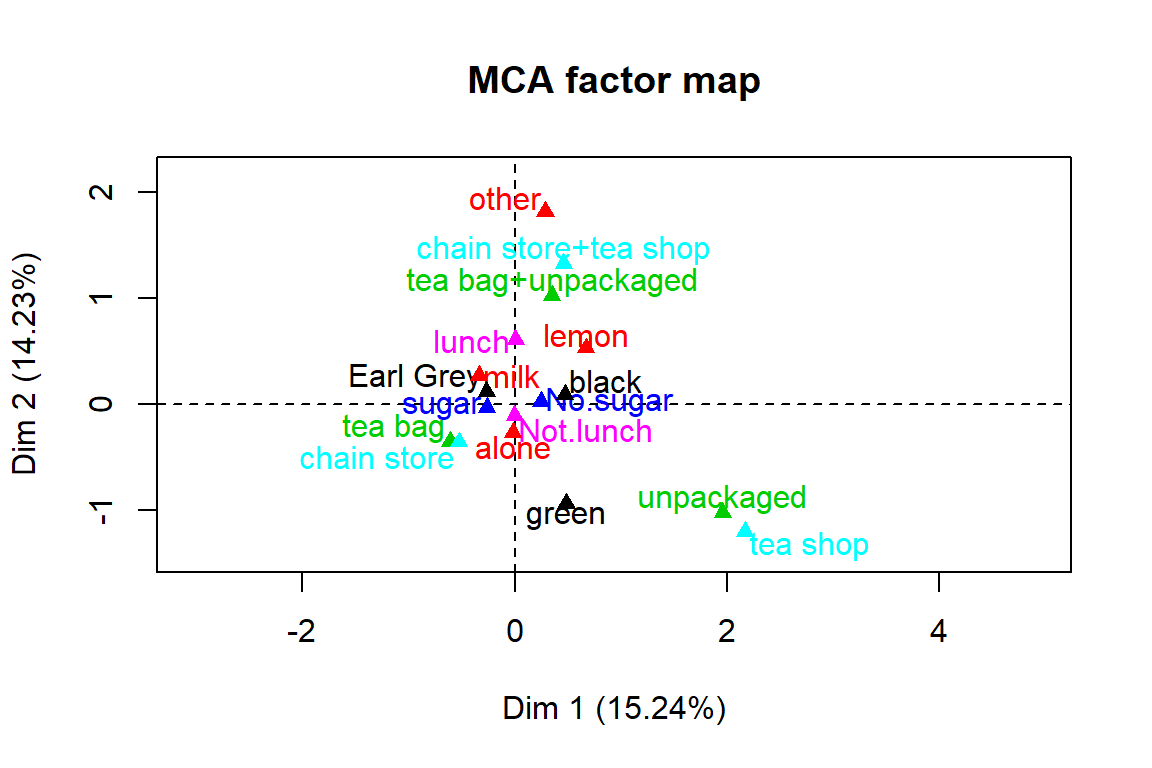 MCA factor map
Dim 2 (14.23%)
2
1
0
-1
other
chain store+tea shop
tea bag+unpackaged
lunch
lemon
Earl Grey
milk
black
sugar
No.sugar
tea bag
Not.lunch
chain store
alone
unpackaged
green
tea shop
-2
0
2
4
Dim 1 (15.24%)